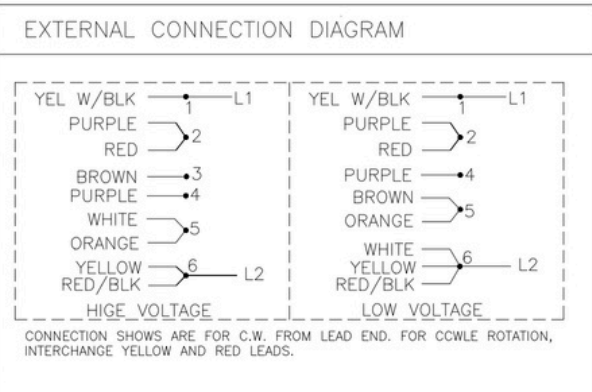 EXTERNAL CONNECTION DIAGRAM
YEL W/BLK 1 L1
PURPLE
2
RED
BROWN 3
PURPLE 4
WHITE
5
ORANGE
YELLOW 6
L2
RED/BLK
HIGE VOLTAGE
YEL W/BLK 1 L1
PURPLE
2
RED
PURPLE 4
BROWN
5
ORANGE
WHITE
6
YELLOW L2
RED/BLK
LOW VOLTAGE
CONNECTION SHOWS ARE FOR C.W. FROM LEAD END. FOR CCWLE ROTATION,
INTERCHANGE YELLOW AND RED LEADS.